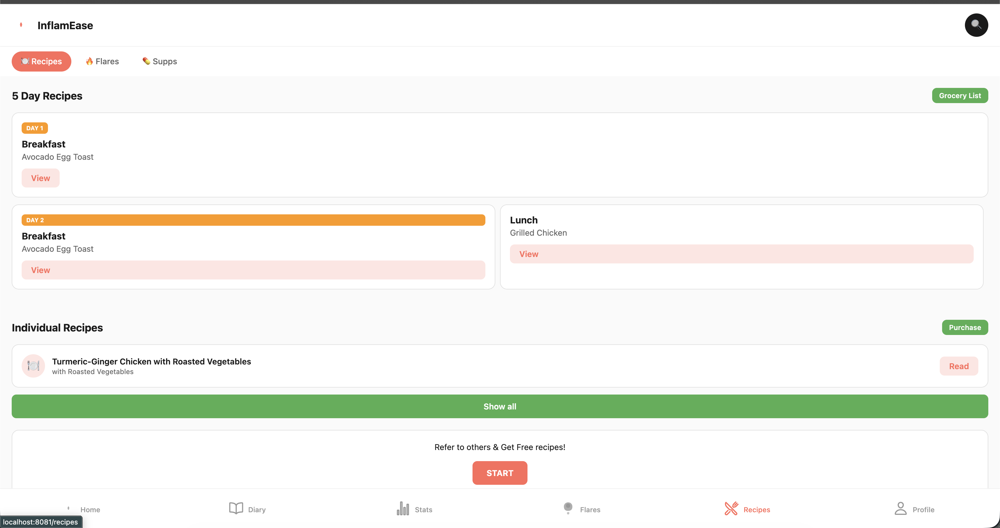 InflamEase
Recipes
Flares
Supps
5 Day Recipes
Grocery List
DAY 1
Breakfast
Avocado Egg Toast
View
DAY 2
Breakfast
Avocado Egg Toast
View
Lunch
Grilled Chicken
View
Individual Recipes
Purchase
Turmeric-Ginger Chicken with Roasted Vegetables
with Roasted Vegetables
Read
Show all
Refer to others & Get Free recipes!
START
Home
Diary
Stats
Flares
Recipes
Profile
localhost:8081/recipes